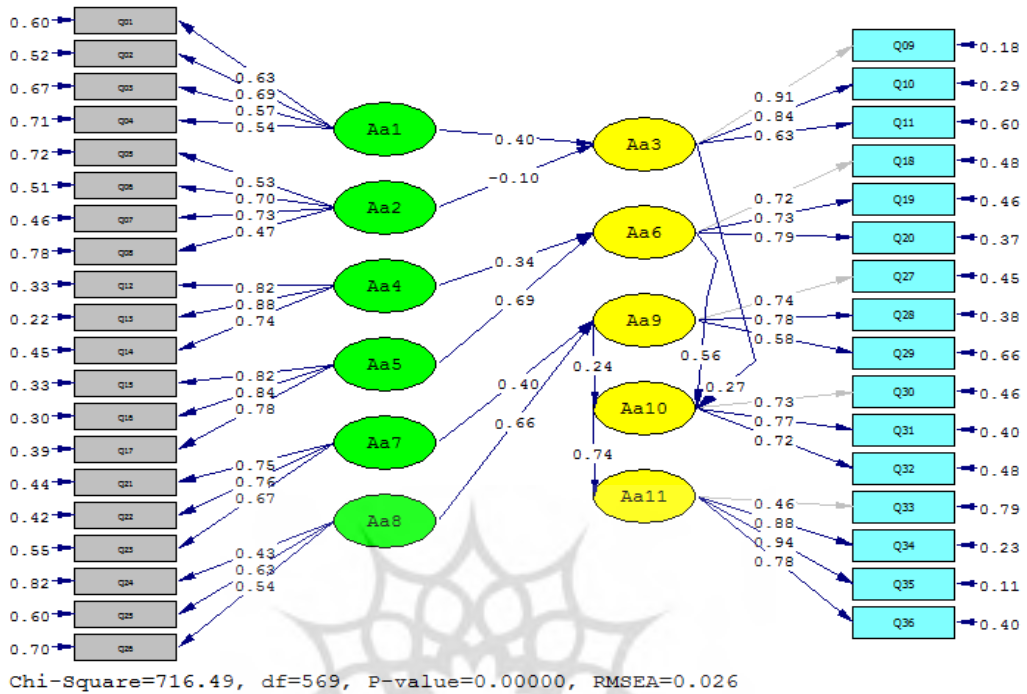 0.60 Q01
0.52 Q02
0.67 Q03
0.71 Q04
0.72 Q05
0.51 Q06
0.46 Q07
0.78 Q08
0.33 Q12
0.22 Q13
0.45 Q14
0.33 Q15
0.30 Q16
0.39 Q17
0.44 Q21
0.42 Q22
0.55 Q23
0.82 Q24
0.60 Q25
0.70 Q26
0.63
0.69
0.57
0.54
0.53
0.70
0.73
0.47
0.82
0.88
0.74
0.82
0.84
0.78
0.75
0.76
0.67
0.43
0.63
0.54
Aa1
Aa2
Aa4
Aa5
Aa7
Aa8
0.40
-0.10
0.34
0.69
0.40
0.66
Aa3
Aa6
Aa9
0.24
Aa10
0.74
Aa11
0.56
0.27
0.91
0.84
0.63
0.72
0.73
0.79
0.74
0.78
0.58
0.73
0.77
0.72
0.46
0.88
0.94
0.78
Q09 0.18
Q10 0.29
Q11 0.60
Q18 0.48
Q19 0.46
Q20 0.37
Q27 0.45
Q28 0.38
Q29 0.66
Q30 0.46
Q31 0.40
Q32 0.48
Q33 0.79
Q34 0.23
Q35 0.11
Q36 0.40
Chi-Square=716.49, df=569, P-value=0.00000, RMSEA=0.026